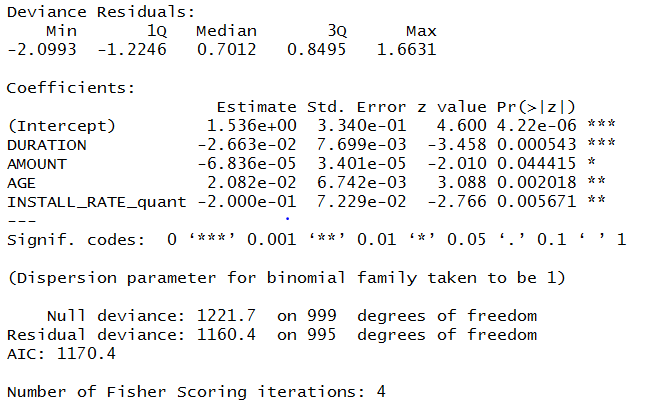 Deviance Residuals:
    Min       1Q   Median       3Q      Max
-2.0993  -1.2246   0.7012   0.8495   1.6631
Coefficients:
                     Estimate Std. Error z value Pr(>|z|)
(Intercept)         1.536e+00  3.340e-01   4.600 4.22e-06 ***
DURATION           -2.663e-02  7.699e-03  -3.458 0.000543 ***
AMOUNT             -6.836e-05  3.401e-05  -2.010 0.044415 *
AGE                 2.082e-02  6.742e-03   3.088 0.002018 **
INSTALL_RATE_quant -2.000e-01  7.229e-02  -2.766 0.005671 **
---
Signif. codes:  0 ‘***’ 0.001 ‘**’ 0.01 ‘*’ 0.05 ‘.’ 0.1 ‘ ’ 1
(Dispersion parameter for binomial family taken to be 1)
    Null deviance: 1221.7  on 999  degrees of freedom
Residual deviance: 1160.4  on 995  degrees of freedom
AIC: 1170.4
Number of Fisher Scoring iterations: 4